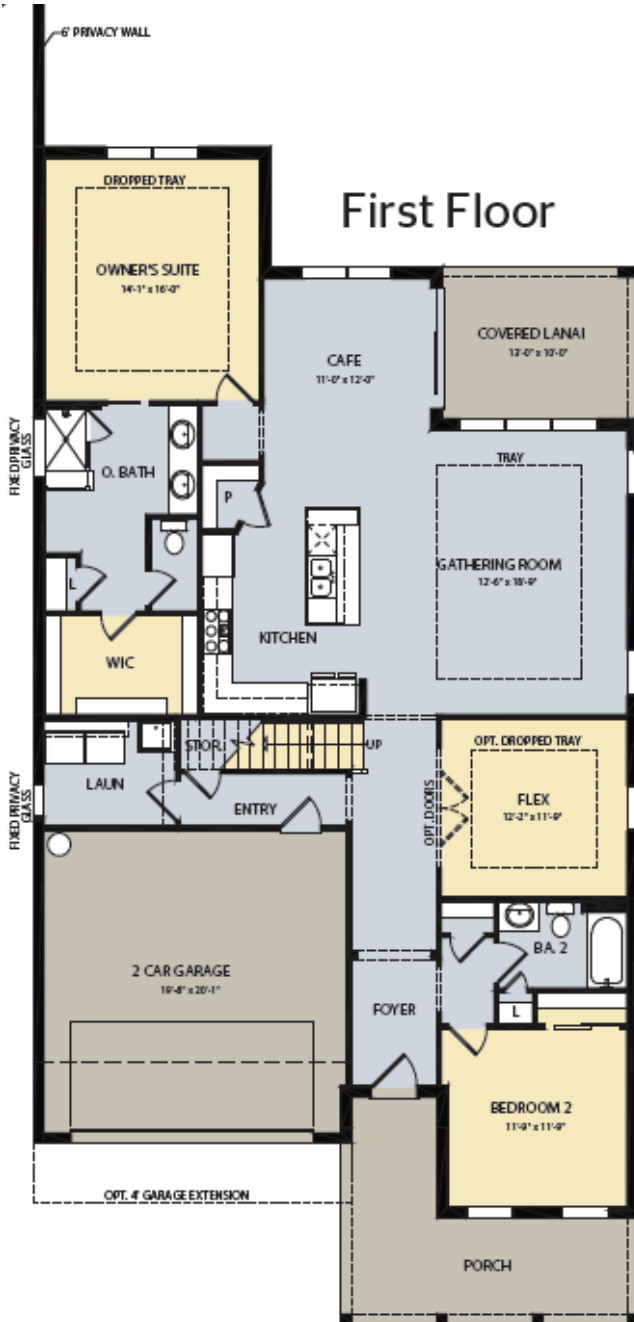 6' PRIVACY WALL
First Floor
DROPPED TRAY
OWNER'S SUITE
14'-1" x 16'-0"
COVERED LANAI
13'-0" x 10'-0"
CAFE
11'-0" x 12'-0"
FIXED PRIVACY
GLASS
O. BATH
TRAY
P
GATHERING ROOM
12'-6" x 16'-9"
L
KITCHEN
WIC
STOR.
UP
OPT. DROPPED TRAY
LAUN
FIXED PRIVACY
GLASS
ENTRY
OPT. DOORS
FLEX
12'-2" x 11'-9"
BA. 2
2 CAR GARAGE
19'-8" x 20'-1"
FOYER
L
BEDROOM 2
11'-9" x 11'-9"
OPT. 4' GARAGE EXTENSION
PORCH